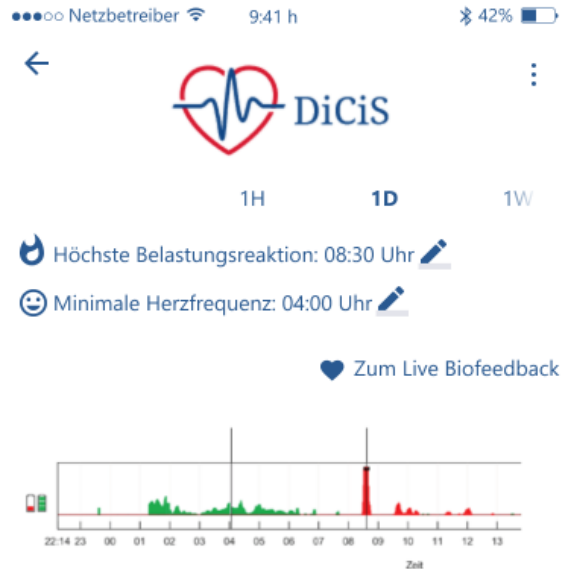 Netzbetreiber 9:41 h 42%
DiCiS
1H 1D 1W
Höchste Belastungsreaktion: 08:30 Uhr
Minimale Herzfrequenz: 04:00 Uhr
Zum Live Biofeedback
22:14 23 00 01 02 03 04 05 06 07 08 09 10 11 12 13
Zeit